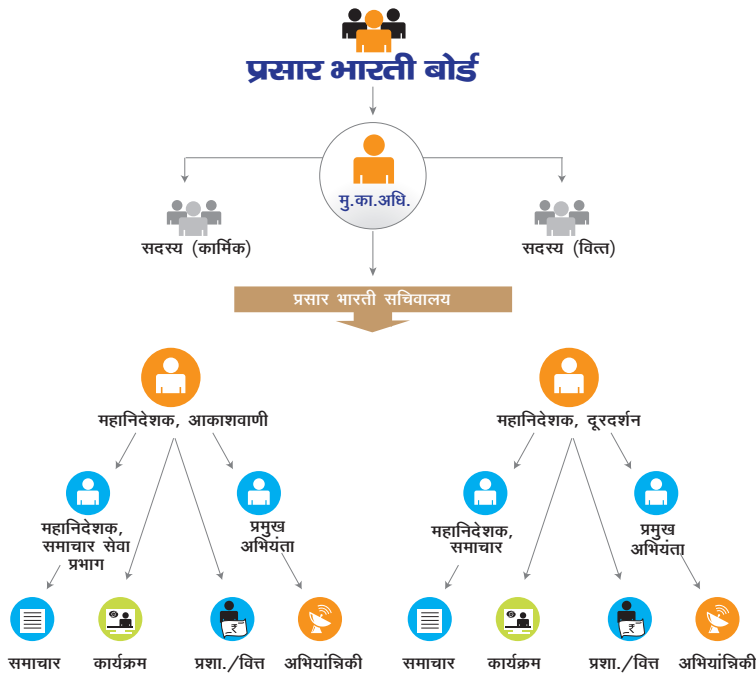 प्रसार भारती बोर्ड
मु.का.अधि.
सदस्य (कार्मिक)
सदस्य (वित्त)
प्रसार भारती सचिवालय
महानिदेशक, आकाशवाणी
महानिदेशक, दूरदर्शन
महानिदेशक,
समाचार सेवा
प्रभाग
प्रमुख
अभियंता
महानिदेशक,
समाचार
प्रमुख
अभियंता
₹
₹
समाचार
कार्यक्रम
प्रशा./वित्त
अभियांन्निकी
समाचार
कार्यक्रम
प्रशा./वित्त
अभियांन्निकी